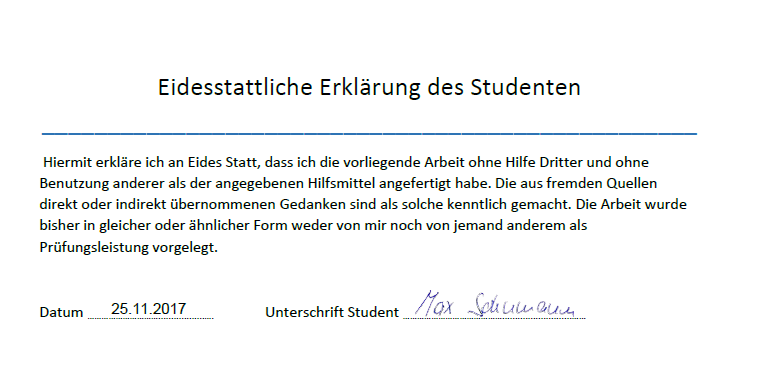 Eidesstattliche Erklärung des Studenten
Hiermit erkläre ich an Eides Statt, dass ich die vorliegende Arbeit ohne Hilfe Dritter und ohne
Benutzung anderer als der angegebenen Hilfsmittel angefertigt habe. Die aus fremden Quellen
direkt oder indirekt übernommenen Gedanken sind als solche kenntlich gemacht. Die Arbeit wurde
bisher in gleicher oder ähnlicher Form weder von mir noch von jemand anderem als
Prüfungsleistung vorgelegt.
Datum 25.11.2017 Unterschrift Student Max Schumann